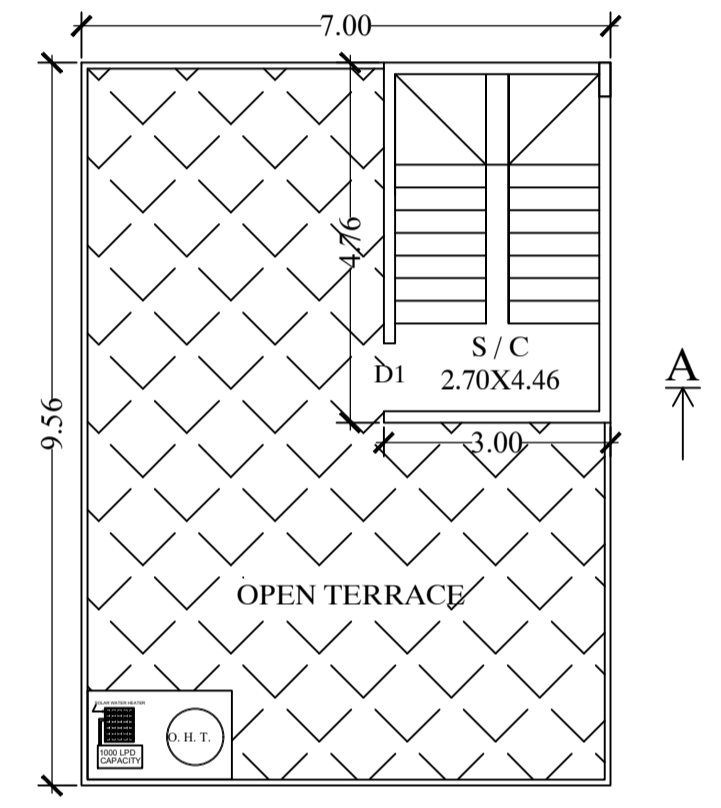 7.00
4.76
S / C
D1
2.70X4.46
A
9.56
3.00
OPEN TERRACE
SOLAR WATER HEATER
O. H. T.
1000 LPD
CAPACITY